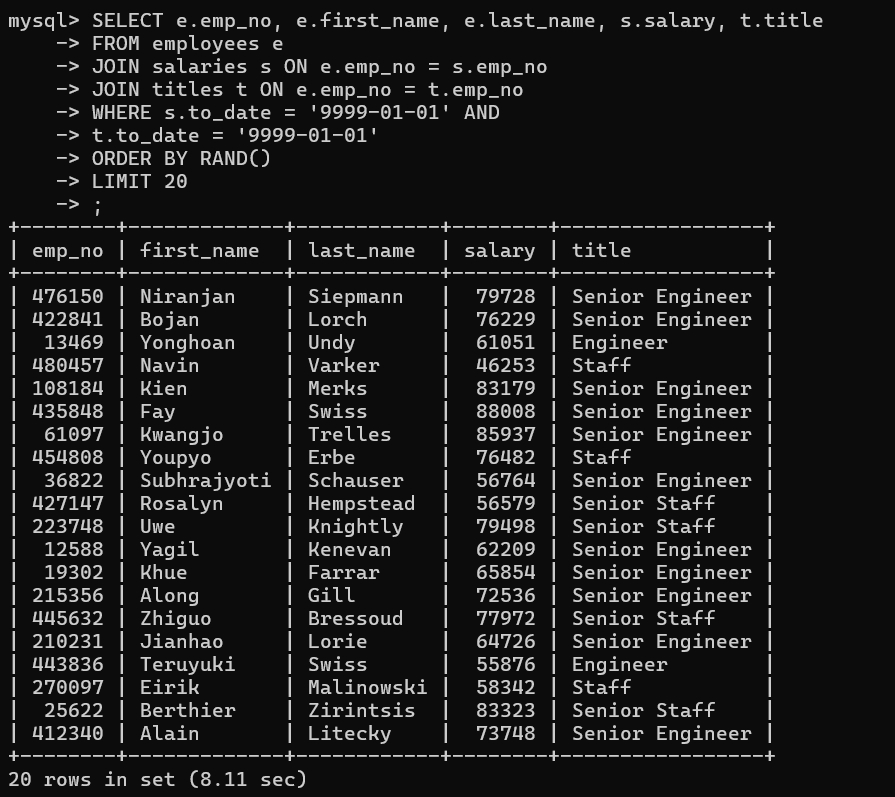 mysql> SELECT e.emp_no, e.first_name, e.last_name, s.salary, t.title
    -> FROM employees e
    -> JOIN salaries s ON e.emp_no = s.emp_no
    -> JOIN titles t ON e.emp_no = t.emp_no
    -> WHERE s.to_date = '9999-01-01' AND
    -> t.to_date = '9999-01-01'
    -> ORDER BY RAND()
    -> LIMIT 20
    -> ;
+--------+-------------+------------+--------+-----------------+
| emp_no | first_name  | last_name  | salary | title           |
+--------+-------------+------------+--------+-----------------+
| 476150 | Niranjan    | Siepmann   |  79728 | Senior Engineer |
| 422841 | Bojan       | Lorch      |  76229 | Senior Engineer |
|  13469 | Yonghoan    | Undy       |  61051 | Engineer        |
| 480457 | Navin       | Varker     |  46253 | Staff           |
| 108184 | Kien        | Merks      |  83179 | Senior Engineer |
| 435848 | Fay         | Swiss      |  88008 | Senior Engineer |
|  61097 | Kwangjo     | Trelles    |  85937 | Senior Engineer |
| 454808 | Youpyo      | Erbe       |  76482 | Staff           |
|  36822 | Subhrajyoti | Schauser   |  56764 | Senior Engineer |
| 427147 | Rosalyn     | Hempstead  |  56579 | Senior Staff    |
| 223748 | Uwe         | Knightly   |  79498 | Senior Staff    |
|  12588 | Yagil       | Kenevan    |  62209 | Senior Engineer |
|  19302 | Khue        | Farrar     |  65854 | Senior Engineer |
| 215356 | Along       | Gill       |  72536 | Senior Engineer |
| 445632 | Zhiguo      | Bressoud   |  77972 | Senior Staff    |
| 210231 | Jianhao     | Lorie      |  64726 | Senior Engineer |
| 443836 | Teruyuki    | Swiss      |  55876 | Engineer        |
| 270097 | Eirik       | Malinowski |  58342 | Staff           |
|  25622 | Berthier    | Zirintsis  |  83323 | Senior Staff    |
| 412340 | Alain       | Litecky    |  73748 | Senior Engineer |
+--------+-------------+------------+--------+-----------------+
20 rows in set (8.11 sec)